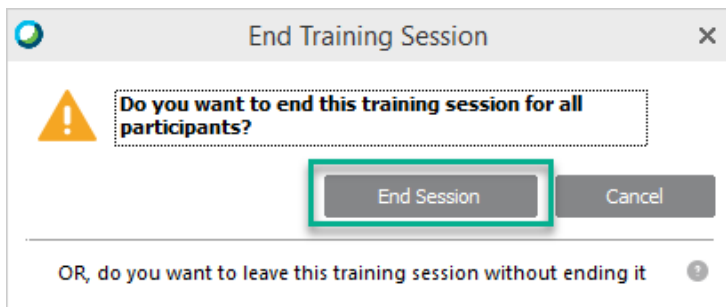 End Training Session
Do you want to end this training session for all
participants?
End Session
Cancel
OR, do you want to leave this training session without ending it
?